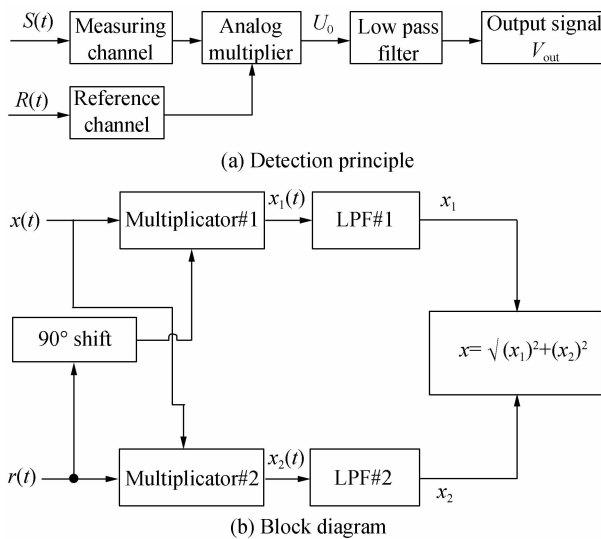 S(t)
Measuring channel
Analog multiplier
U₀
Low pass filter
Output signal V_out
R(t)
Reference channel
(a) Detection principle
x(t)
Multiplicator#1
x₁(t)
LPF#1
x₁
90° shift
x= √ (x₁)²+(x₂)²
r(t)
Multiplicator#2
x₂(t)
LPF#2
x₂
(b) Block diagram